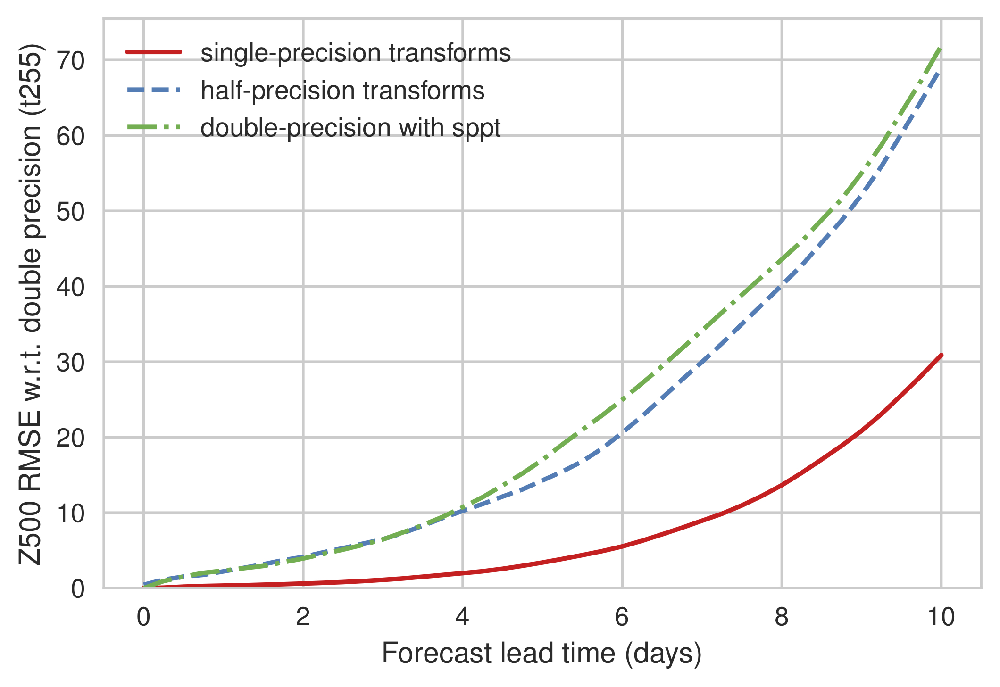 single-precision transforms
half-precision transforms
double-precision with sppt
Z500 RMSE w.r.t. double precision (t255)
70
60
50
40
30
20
10
0
0 2 4 6 8 10
Forecast lead time (days)